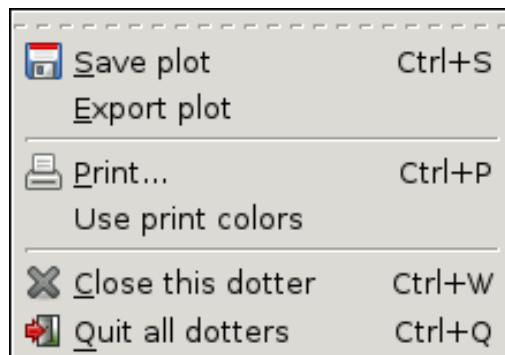 Save plot Ctrl+S
Export plot
Print... Ctrl+P
Use print colors
Close this dotter Ctrl+W
Quit all dotters Ctrl+Q